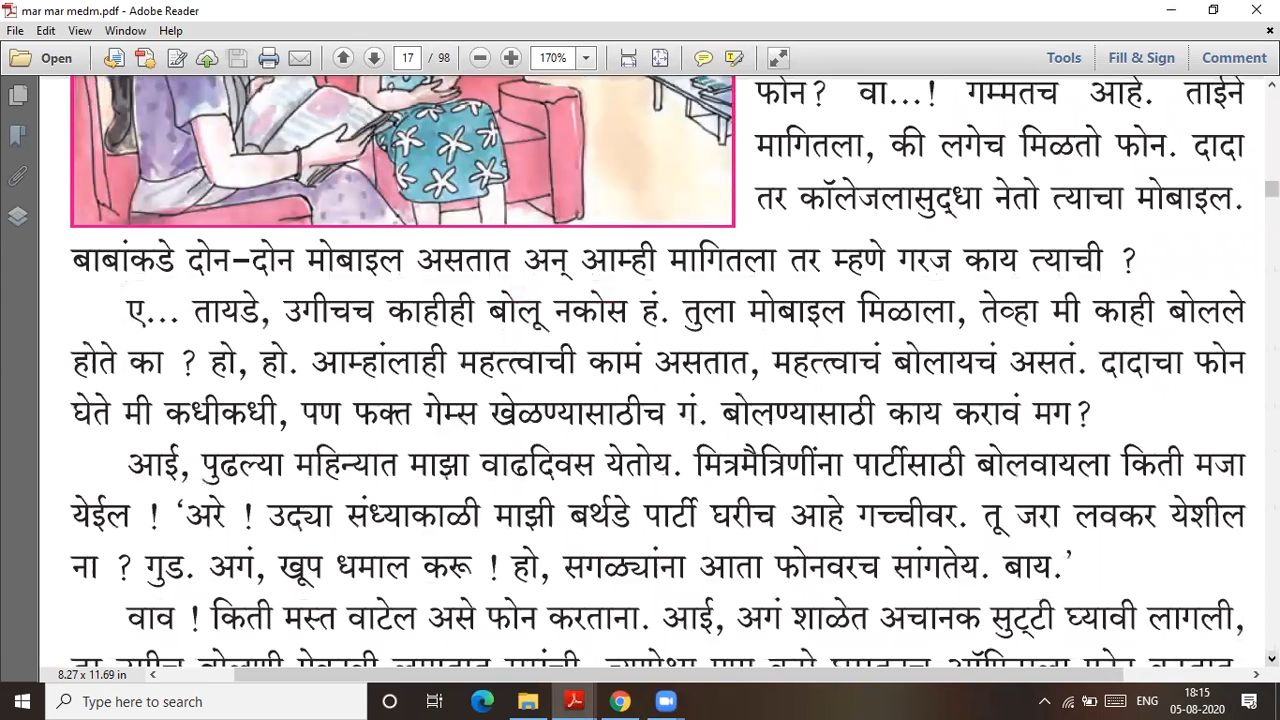 mar mar medm.pdf - Adobe Reader
File Edit View Window Help
Open 17 / 98 170% Tools Fill & Sign Comment
फोन? वा...! गम्मतच आहे. ताईने
मागितला, की लगेच मिळतो फोन. दादा
तर कॉलेजलासुद्धा नेतो त्याचा मोबाइल.
बाबांकडे दोन-दोन मोबाइल असतात अन् आम्ही मागितला तर म्हणे गरज काय त्याची ?
ए... तायडे, उगीचच काहीही बोलू नकोस हं. तुला मोबाइल मिळाला, तेव्हा मी काही बोलले
होते का ? हो, हो. आम्हांलाही महत्त्वाची कामं असतात, महत्त्वाचं बोलायचं असतं. दादाचा फोन
घेते मी कधीकधी, पण फक्त गेम्स खेळण्यासाठीच गं. बोलण्यासाठी काय करावं मग?
आई, पुढल्या महिन्यात माझा वाढदिवस येतोय. मित्रमैत्रिणींना पार्टीसाठी बोलवायला किती मजा
येईल ! ‘अरे ! उद्या संध्याकाळी माझी बर्थडे पार्टी घरीच आहे गच्चीवर. तू जरा लवकर येशील
ना ? गुड. अगं, खूप धमाल करू ! हो, सगळ्यांना आता फोनवरच सांगतेय. बाय.’
वाव ! किती मस्त वाटेल असे फोन करताना. आई, अगं शाळेत अचानक सुट्टी घ्यावी लागली,
8.27 x 11.69 in
Type here to search ENG 18:15
05-08-2020